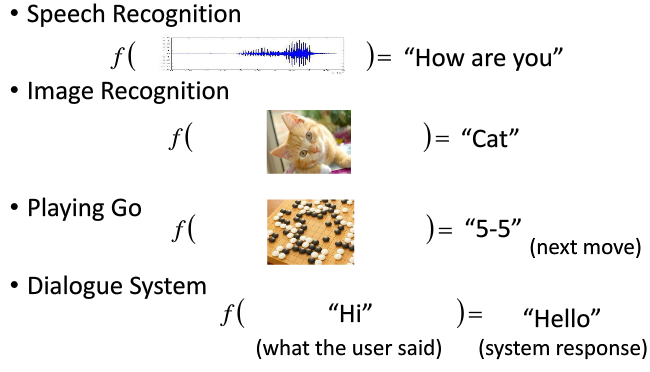 • Speech Recognition
f( )= “How are you”
• Image Recognition
f( )= “Cat”
• Playing Go
f( )= “5-5”
(next move)
• Dialogue System
f( “Hi” )= “Hello”
(what the user said) (system response)